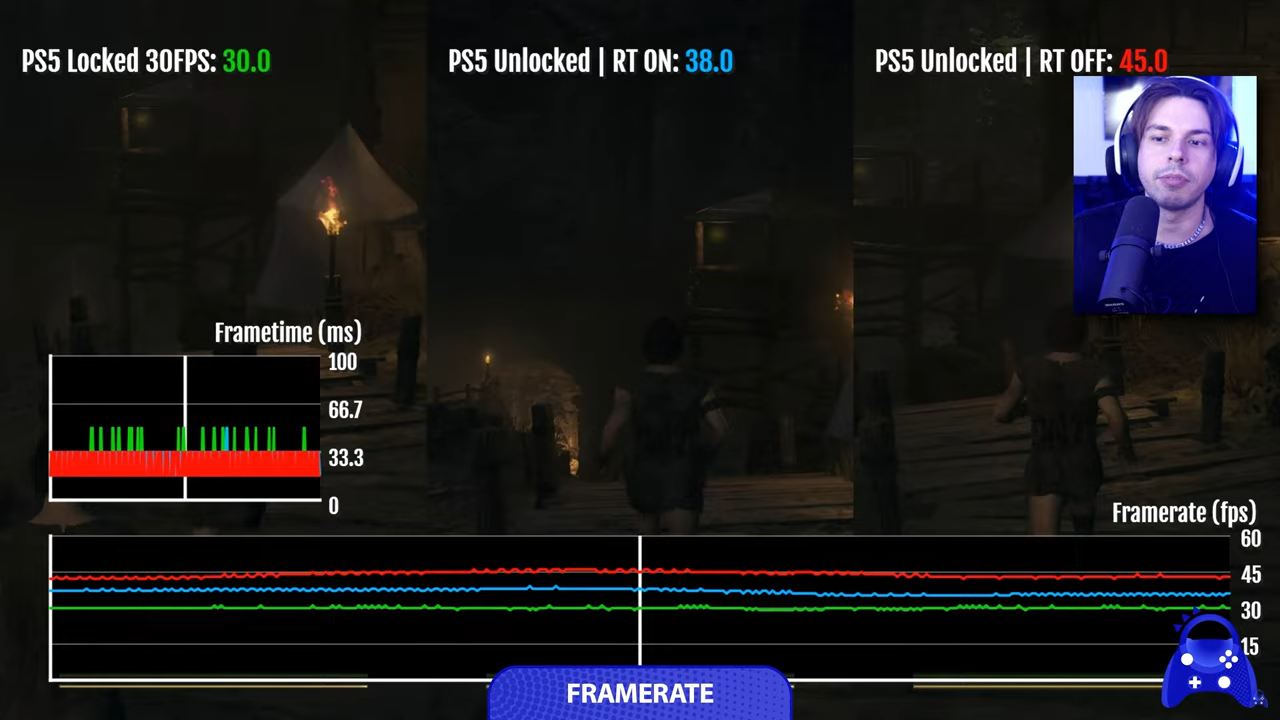 PS5 Locked 30FPS: 30.0
PS5 Unlocked | RT ON: 38.0
PS5 Unlocked | RT OFF: 45.0
Frametime (ms)
100
66.7
33.3
0
Framerate (fps)
60
45
30
15
FRAMERATE